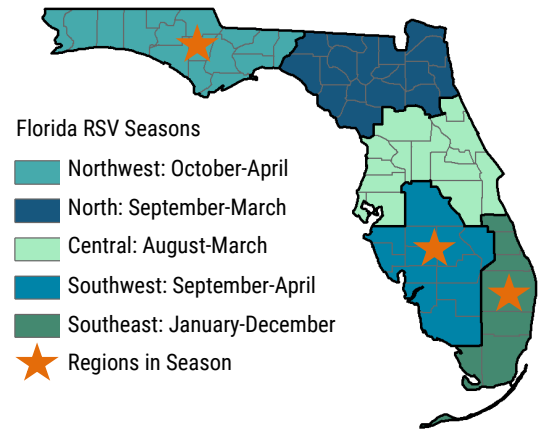 Florida RSV Seasons
Northwest: October-April
North: September-March
Central: August-March
Southwest: September-April
Southeast: January-December
Regions in Season